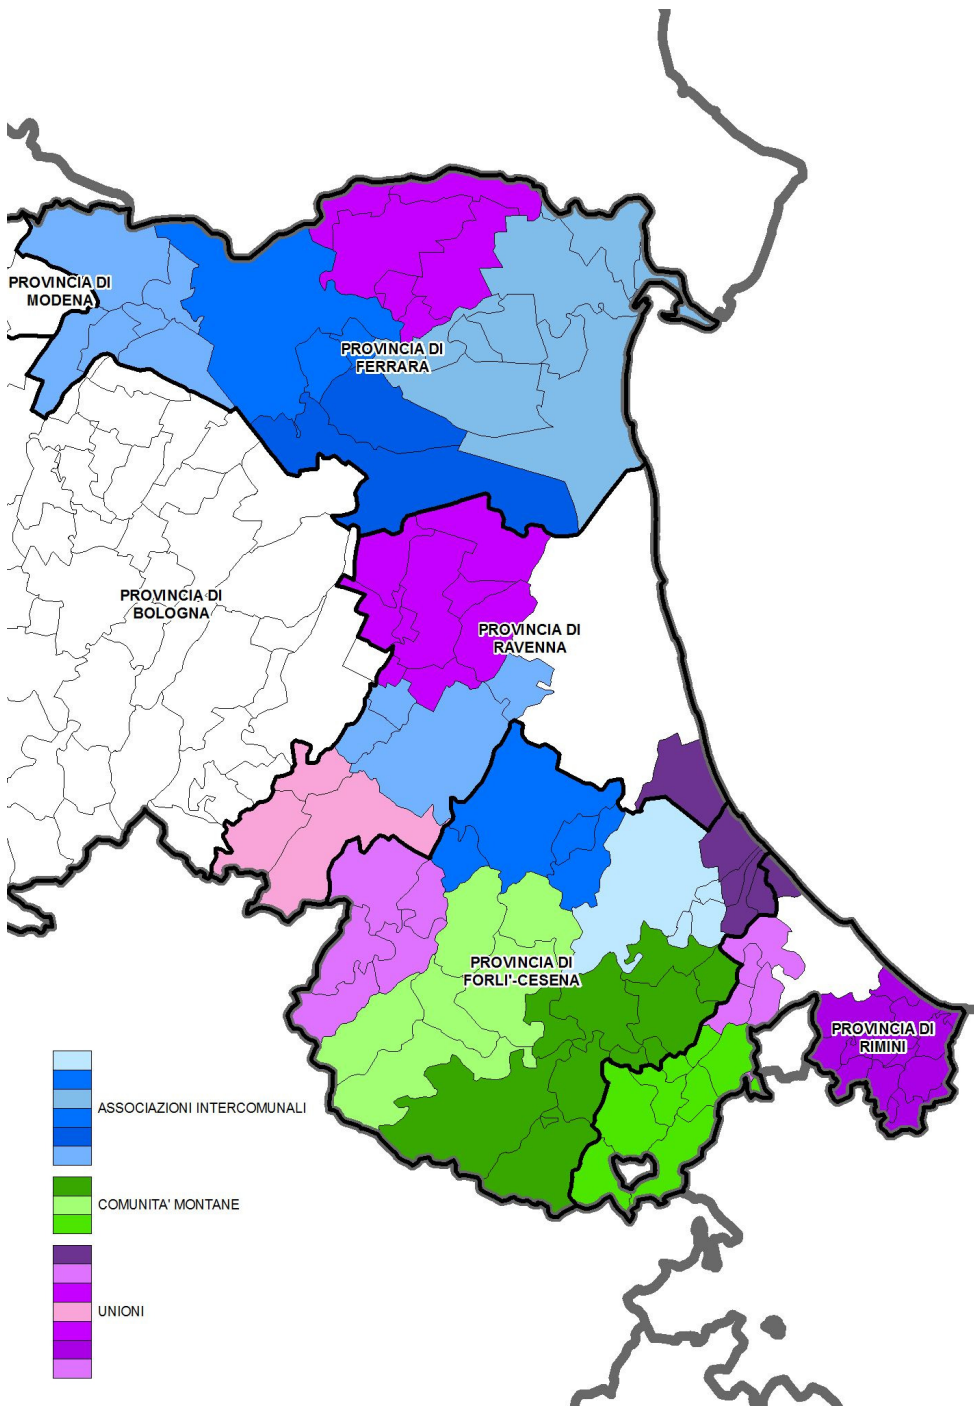 PROVINCIA DI
MODENA
PROVINCIA DI
FERRARA
PROVINCIA DI
BOLOGNA
PROVINCIA DI
RAVENNA
PROVINCIA DI
FORLI'-CESENA
PROVINCIA DI
RIMINI
ASSOCIAZIONI INTERCOMUNALI
COMUNITA' MONTANE
UNIONI